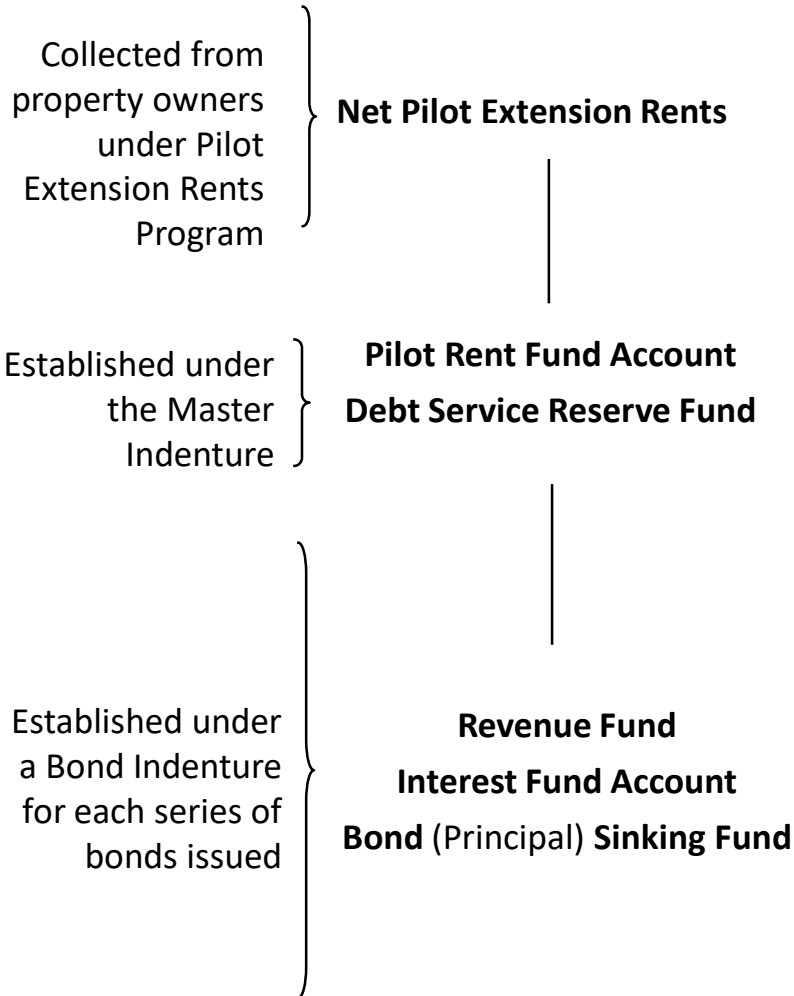 Collected from
property owners
under Pilot
Extension Rents
Program
Net Pilot Extension Rents
Established under
the Master
Indenture
Pilot Rent Fund Account
Debt Service Reserve Fund
Established under
a Bond Indenture
for each series of
bonds issued
Revenue Fund
Interest Fund Account
Bond (Principal) Sinking Fund